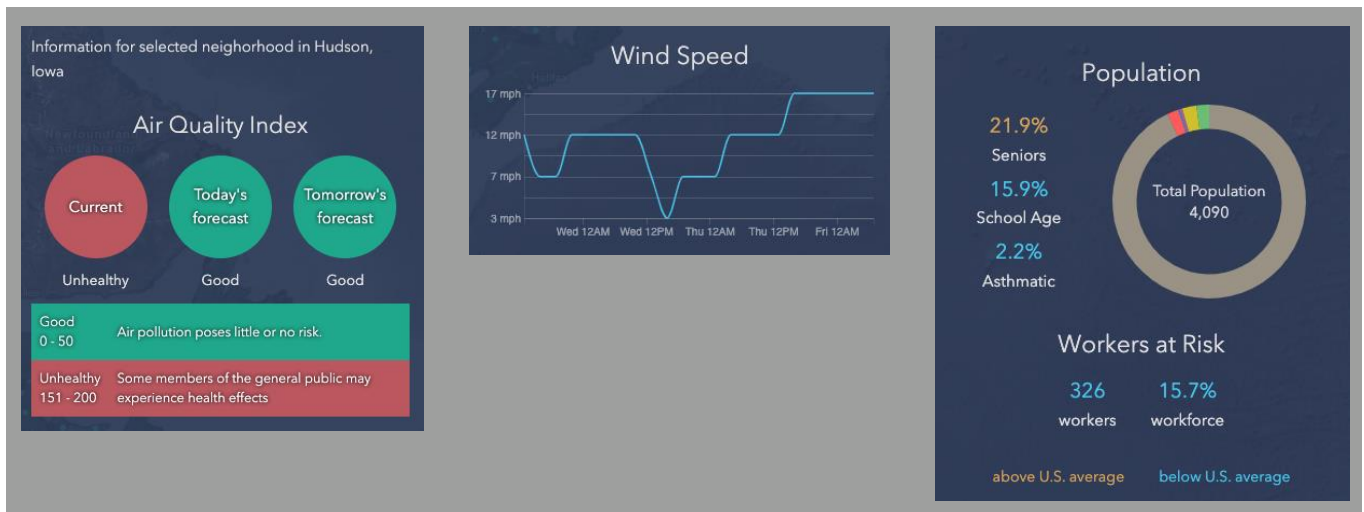 Information for selected neighorhood in Hudson,
Iowa
Air Quality Index
Current
Today's
forecast
Tomorrow's
forecast
Unhealthy
Good
Good
Good
0 - 50
Air pollution poses little or no risk.
Unhealthy
151 - 200
Some members of the general public may
experience health effects
Wind Speed
17 mph
12 mph
7 mph
3 mph
Wed 12AM Wed 12PM Thu 12AM Thu 12PM Fri 12AM
Population
21.9%
Seniors
15.9%
School Age
2.2%
Asthmatic
Total Population
4,090
Workers at Risk
326
workers
15.7%
workforce
above U.S. average
below U.S. average